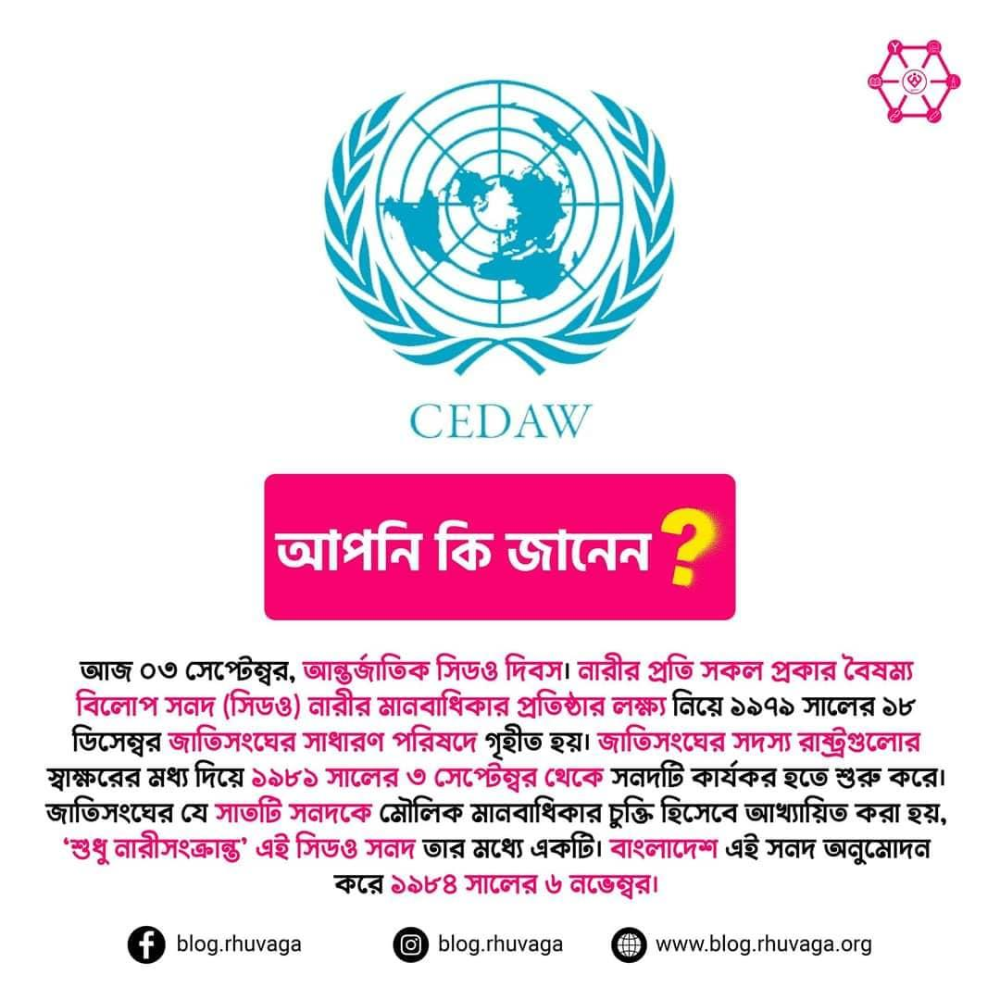 CEDAW
আপনি কি জানেন?
আজ ০৩ সেপ্টেম্বর, আন্তর্জাতিক সিডও দিবস। নারীর প্রতি সকল প্রকার বৈষম্য
বিলোপ সনদ (সিডও) নারীর মানবাধিকার প্রতিষ্ঠার লক্ষ্য নিয়ে ১৯৭৯ সালের ১৮
ডিসেম্বর জাতিসংঘের সাধারণ পরিষদে গৃহীত হয়। জাতিসংঘের সদস্য রাষ্ট্রগুলোর
স্বাক্ষরের মধ্য দিয়ে ১৯৮১ সালের ৩ সেপ্টেম্বর থেকে সনদটি কার্যকর হতে শুরু করে।
জাতিসংঘের যে সাতটি সনদকে মৌলিক মানবাধিকার চুক্তি হিসেবে আখ্যায়িত করা হয়,
‘শুধু নারীসংক্রান্ত’ এই সিডও সনদ তার মধ্যে একটি। বাংলাদেশ এই সনদ অনুমোদন
করে ১৯৮৪ সালের ৬ নভেম্বর।
blog.rhuvaga blog.rhuvaga www.blog.rhuvaga.org